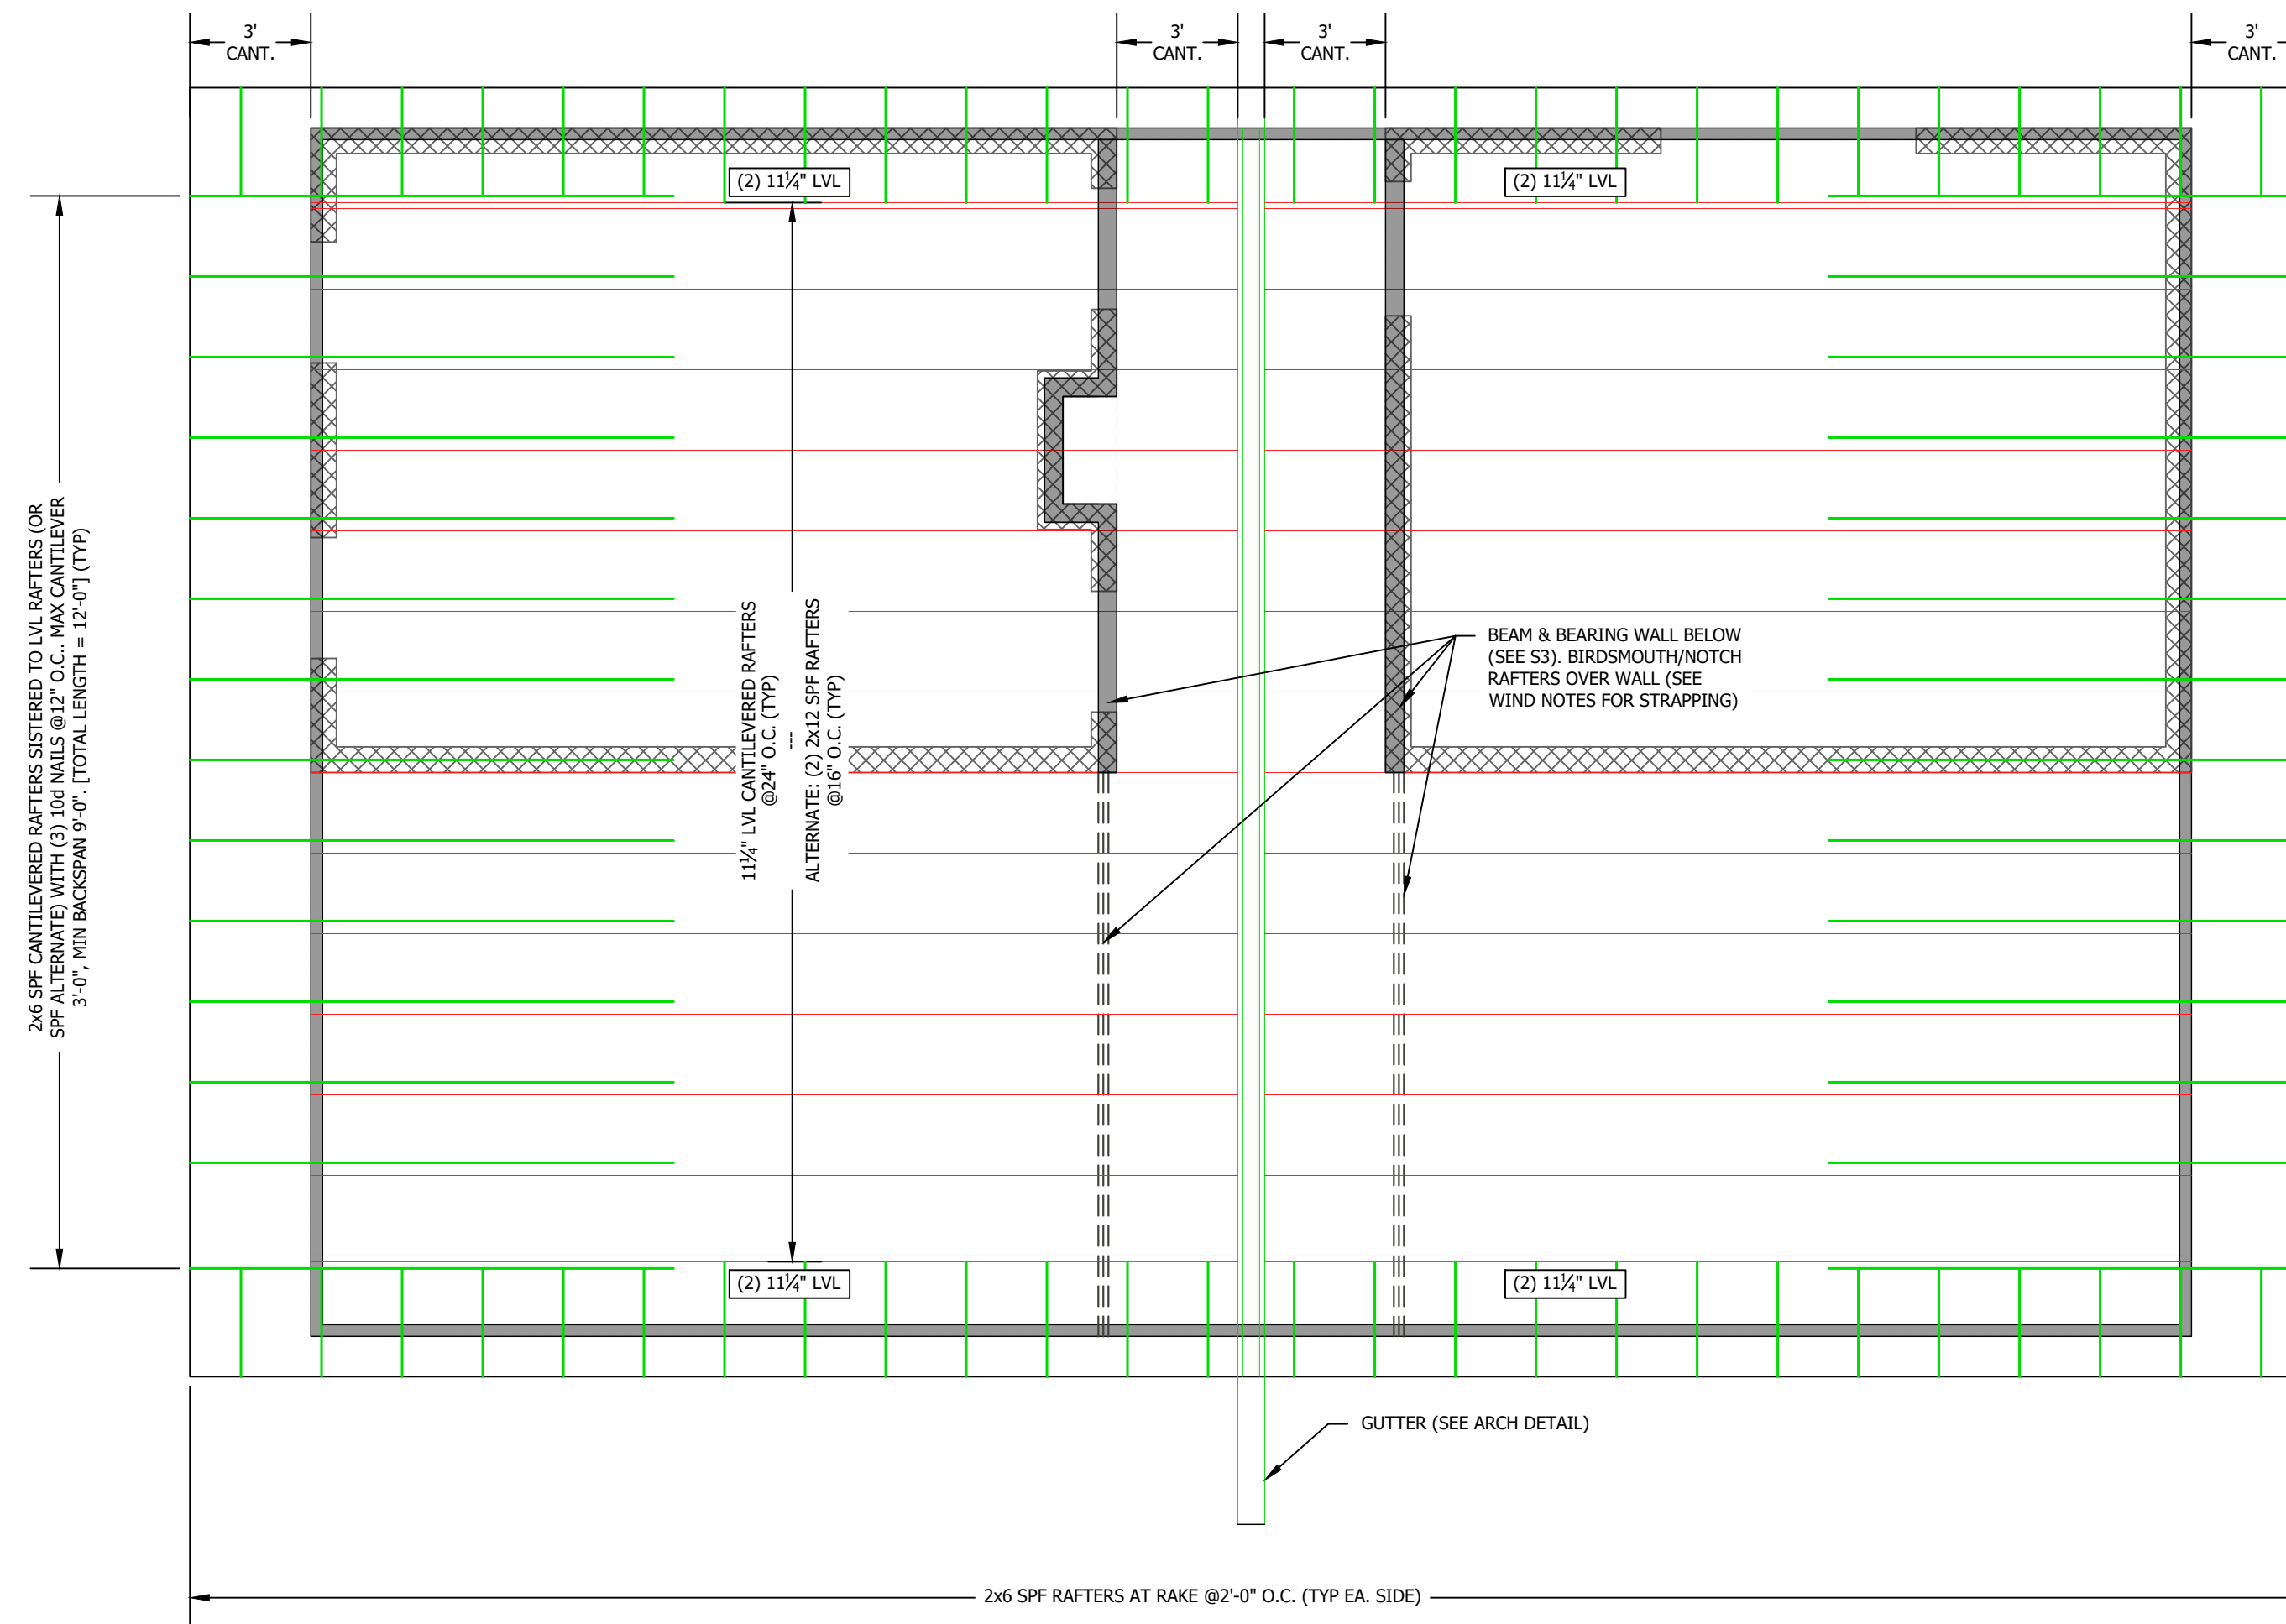 3'
CANT.
3'
CANT.
3'
CANT.
3'
CANT.
(2) 11¼" LVL
(2) 11¼" LVL
2x6 SPF CANTILEVERED RAFTERS SISTERED TO LVL RAFTERS (OR
SPF ALTERNATE) WITH (3) 10d NAILS @12" O.C.. MAX CANTILEVER
3'-0", MIN BACKSPAN 9'-0". [TOTAL LENGTH = 12'-0"] (TYP)
11¼" LVL CANTILEVERED RAFTERS
@24" O.C. (TYP)
---
ALTERNATE: (2) 2x12 SPF RAFTERS
@16" O.C. (TYP)
BEAM & BEARING WALL BELOW
(SEE S3). BIRDSMOUTH/NOTCH
RAFTERS OVER WALL (SEE
WIND NOTES FOR STRAPPING)
(2) 11¼" LVL
(2) 11¼" LVL
GUTTER (SEE ARCH DETAIL)
2x6 SPF RAFTERS AT RAKE @2'-0" O.C. (TYP EA. SIDE)